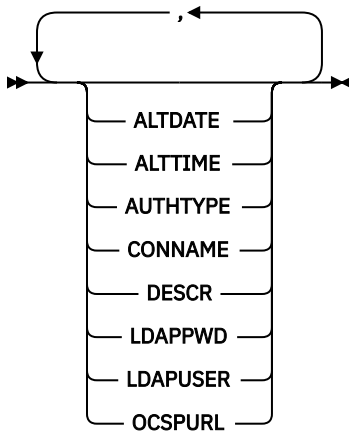 ,
ALTDATE
ALTTIME
AUTHTYPE
CONNAME
DESCR
LDAPPWD
LDAPUSER
OCSPURL